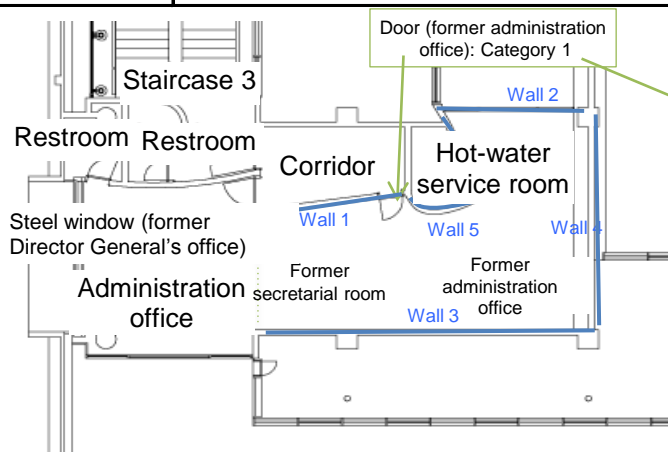 Door (former administration
office): Category 1
Staircase 3
Wall 2
Restroom
Restroom
Corridor
Hot-water
service room
Wall 1
Wall 5
Wall 4
Steel window (former
Director General's office)
Administration
office
Former
secretarial room
Former
administration
office
Wall 3